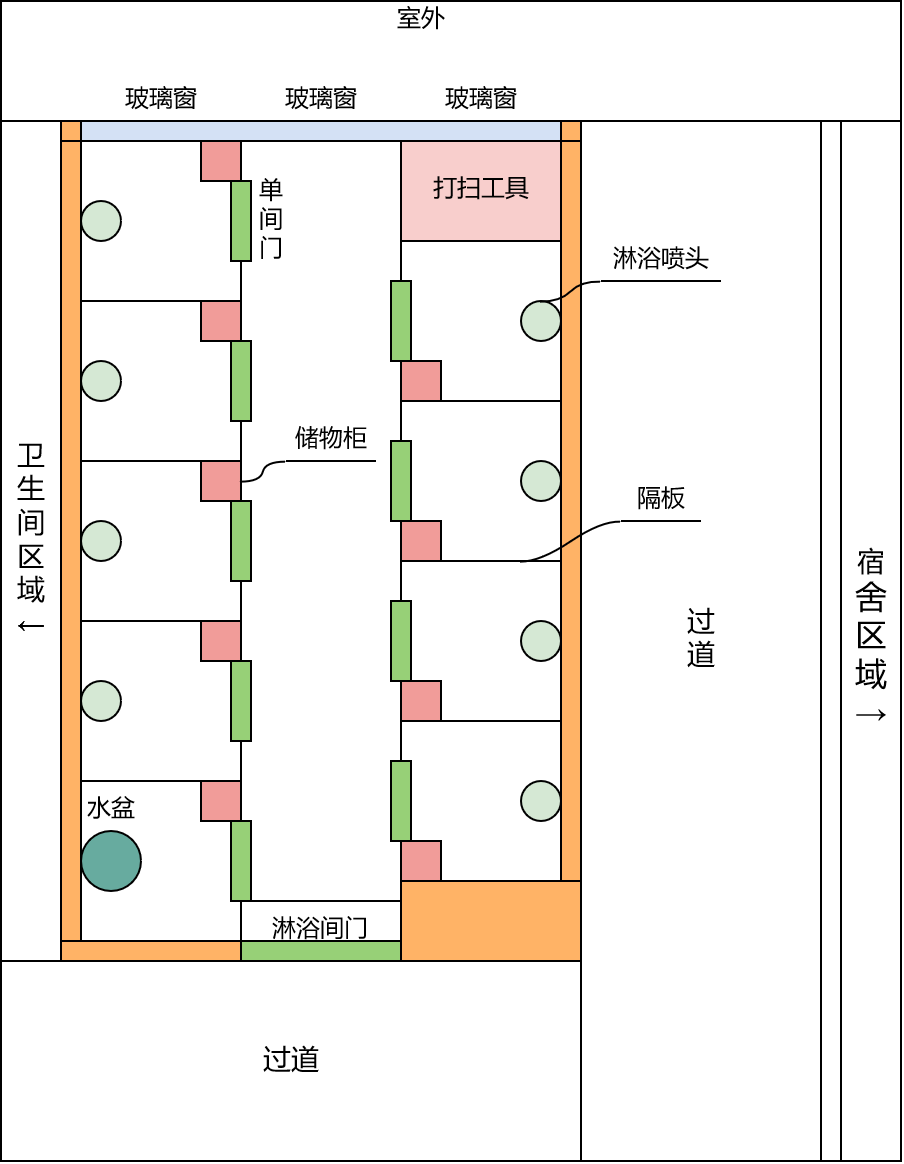 室外
玻璃窗
玻璃窗
玻璃窗
单间门
打扫工具
淋浴喷头
储物柜
隔板
卫生间区域←
过道
宿舍区域→
水盆
淋浴间门
过道